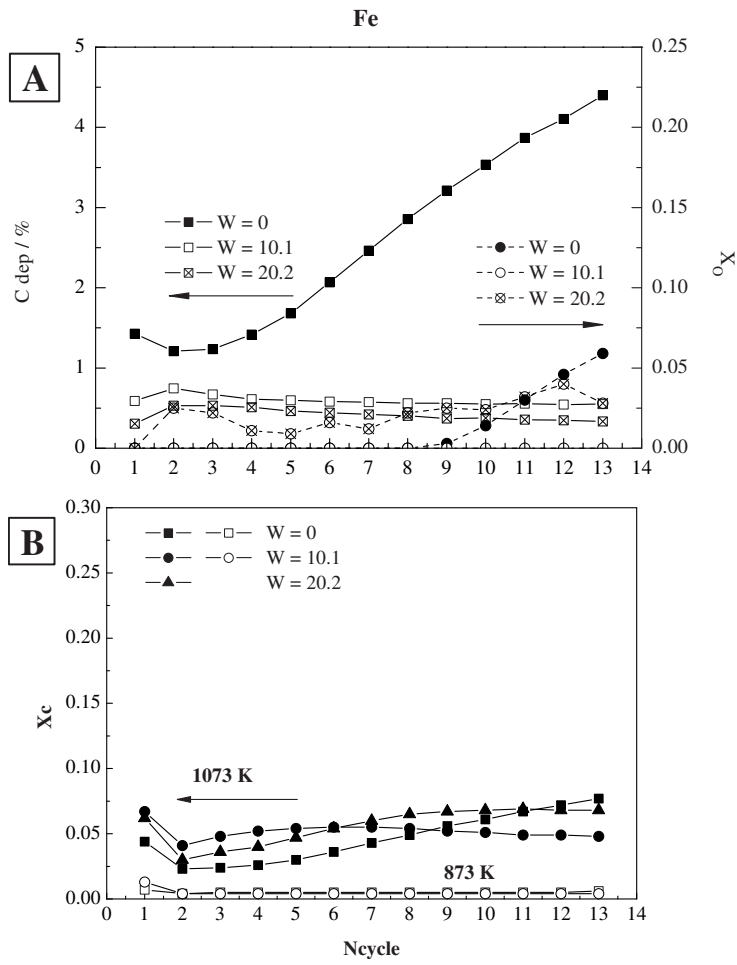 Fe
A
5
4
3
2
1
0
C dep / %
0.25
0.20
0.15
0.10
0.05
0.00
Xo
W = 0
W = 10.1
W = 20.2
W = 0
W = 10.1
W = 20.2
0 1 2 3 4 5 6 7 8 9 10 11 12 13 14
B
0.30
0.25
0.20
0.15
0.10
0.05
0.00
Xc
W = 0
W = 10.1
W = 20.2
1073 K
873 K
0 1 2 3 4 5 6 7 8 9 10 11 12 13 14
Ncycle